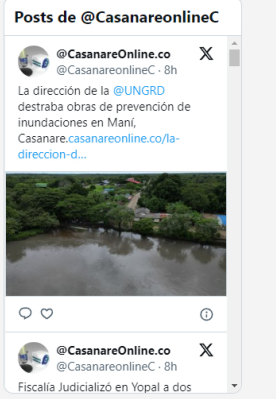 Posts de @CasanareonlineC
@CasanareOnline.co
@CasanareonlineC · 8h
La dirección de la @UNGRD
destraba obras de prevención de
inundaciones en Maní,
Casanare.casanareonline.co/la-
direccion-d...
@CasanareOnline.co
@CasanareonlineC · 8h
Fiscalía Judicializó en Yopal a dos